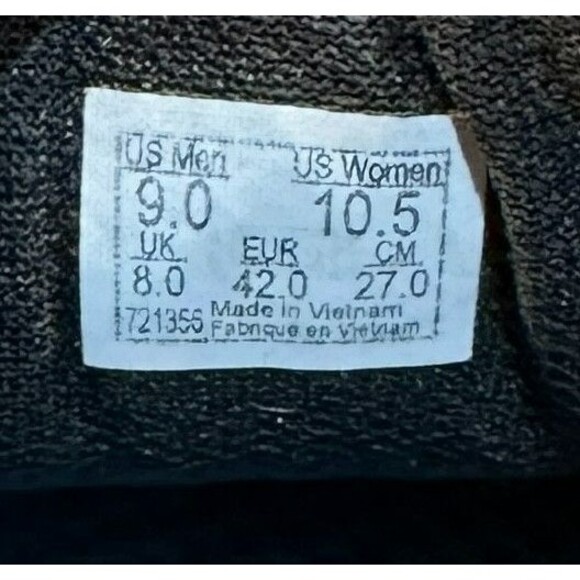 US Men US Women
9.0 10.5
UK EUR CM
8.0 42.0 27.0
721356 Made in Vietnam
Fabrique en Vietnam